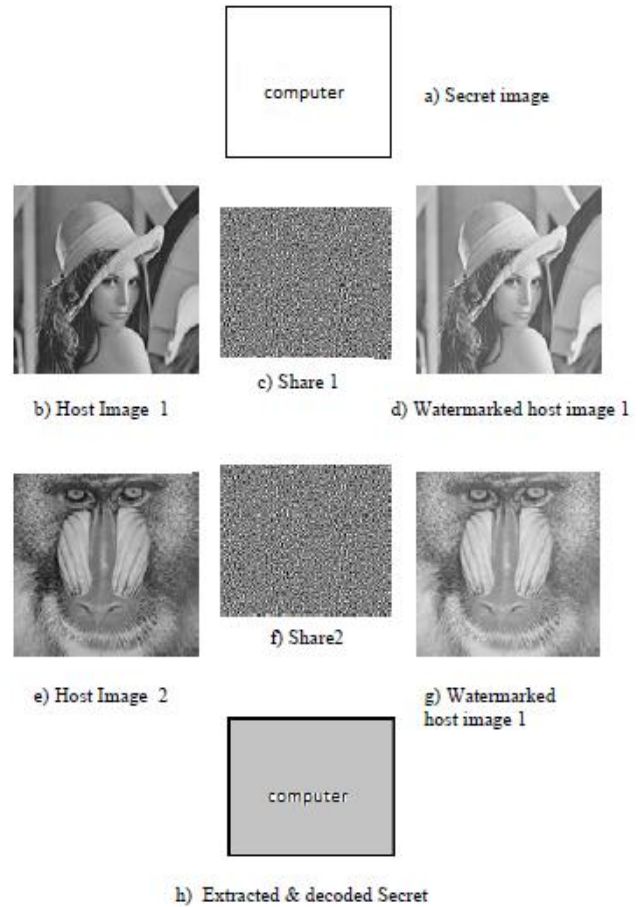 computer
a) Secret image
c) Share 1
b) Host Image 1
d) Watermarked host image 1
f) Share2
e) Host Image 2
g) Watermarked
host image 1
computer
h) Extracted & decoded Secret